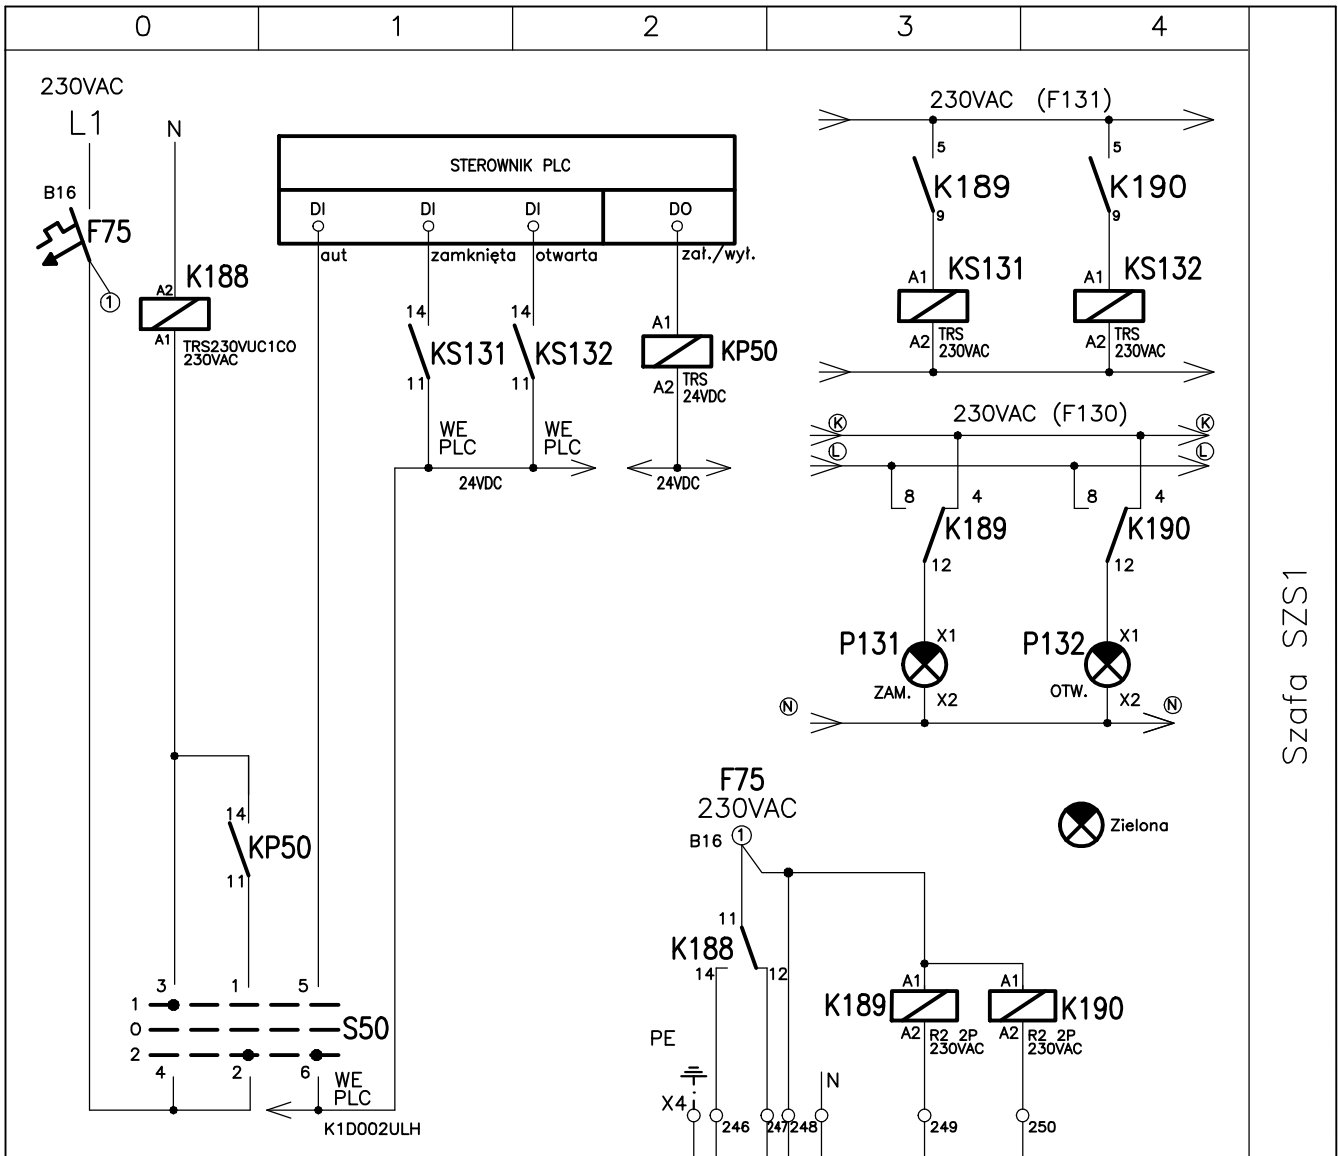 0 1 2 3 4
230VAC
L1
N
B16
F75
1
K188
A2
A1
TRS230VUC1CO
230VAC
STEROWNIK PLC
DI DI DI DO
aut zamknięta otwarta zał./wył.
14 14
KS131 KS132
11 11
A1
KP50
A2 TRS
24VDC
WE WE
PLC PLC
24VDC 24VDC
230VAC (F131)
5 5
K189 K190
9 9
KS131 KS132
A1 A1
A2 TRS A2 TRS
230VAC 230VAC
230VAC (F130)
K K
L L
8 4 8 4
K189 K190
12 12
P131 X1 P132 X1
ZAM. X2 OTW. X2
N N
Zielona
Szafa SZS1
14
KP50
11
3 1 5
1
0 S50
2
4 2 6
WE
PLC
K1D002ULH
F75
230VAC
B16 1
11
K188
14 12
A1 A1
K189 K190
A2 R2 2P A2 R2 2P
230VAC 230VAC
PE
N
X4
246 247 248 249 250